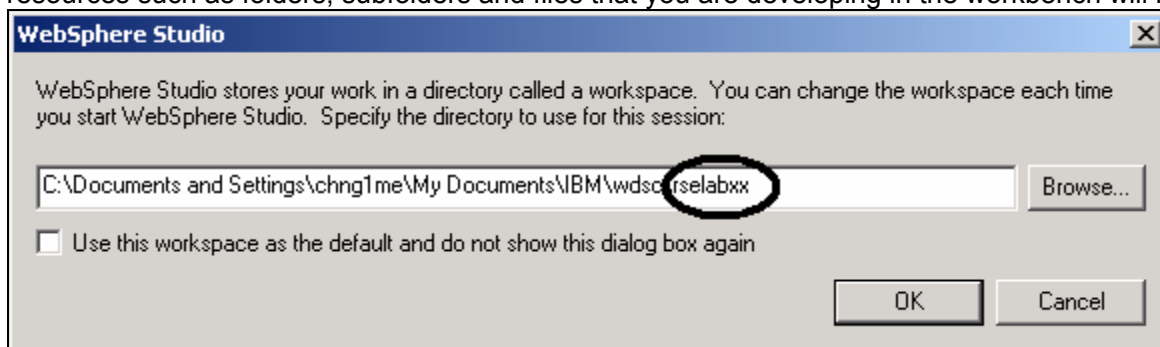 resources such as folders, subfolders and files that you are developing in the workbench will
WebSphere Studio
WebSphere Studio stores your work in a directory called a workspace. You can change the workspace each time
you start WebSphere Studio. Specify the directory to use for this session:
C:\Documents and Settings\chng1me\My Documents\IBM\wdsc\rselabxx
Browse...
Use this workspace as the default and do not show this dialog box again
OK
Cancel